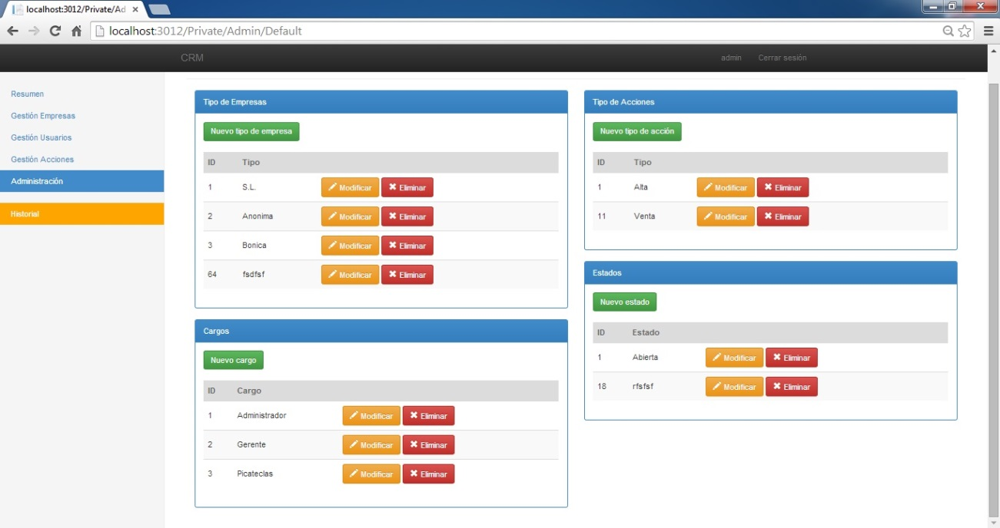 localhost:3012/Private/Ad
localhost:3012/Private/Admin/Default
CRM admin Cerrar sesión
Resumen
Gestión Empresas
Gestión Usuarios
Gestión Acciones
Administración
Historial
Tipo de Empresas
Nuevo tipo de empresa
ID Tipo
1 S.L. Modificar Eliminar
2 Anonima Modificar Eliminar
3 Bonica Modificar Eliminar
64 fsdfsf Modificar Eliminar
Cargos
Nuevo cargo
ID Cargo
1 Administrador Modificar Eliminar
2 Gerente Modificar Eliminar
3 Picateclas Modificar Eliminar
Tipo de Acciones
Nuevo tipo de acción
ID Tipo
1 Alta Modificar Eliminar
11 Venta Modificar Eliminar
Estados
Nuevo estado
ID Estado
1 Abierta Modificar Eliminar
18 rfsfsf Modificar Eliminar